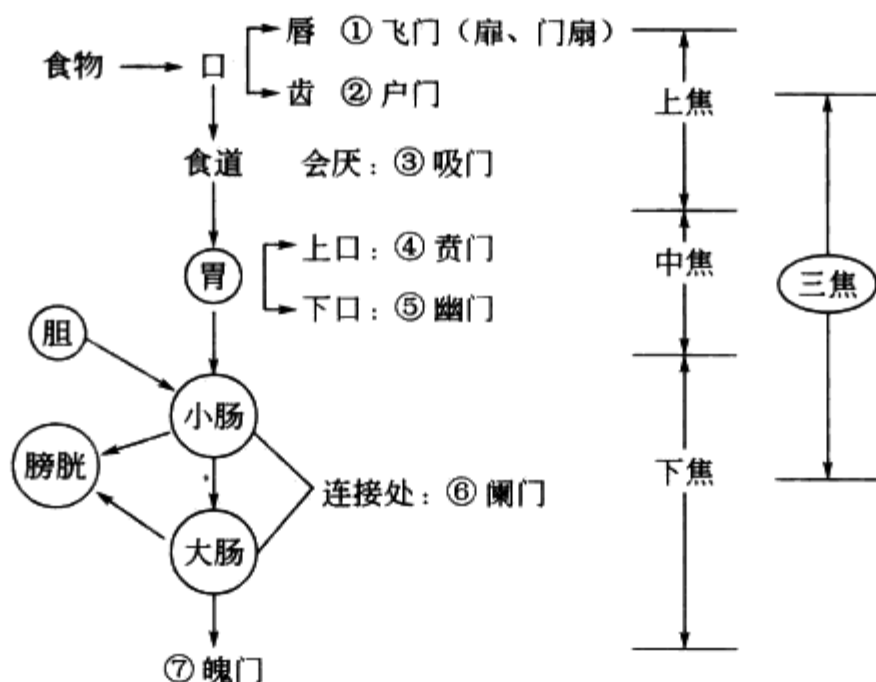 唇 ① 飞门（扉、门扇）
食物
口
齿 ② 户门
上焦
食道
会厌：③ 吸门
上口：④ 贲门
胃
中焦
三焦
下口：⑤ 幽门
胆
小肠
膀胱
下焦
连接处：⑥ 阑门
大肠
⑦ 魄门